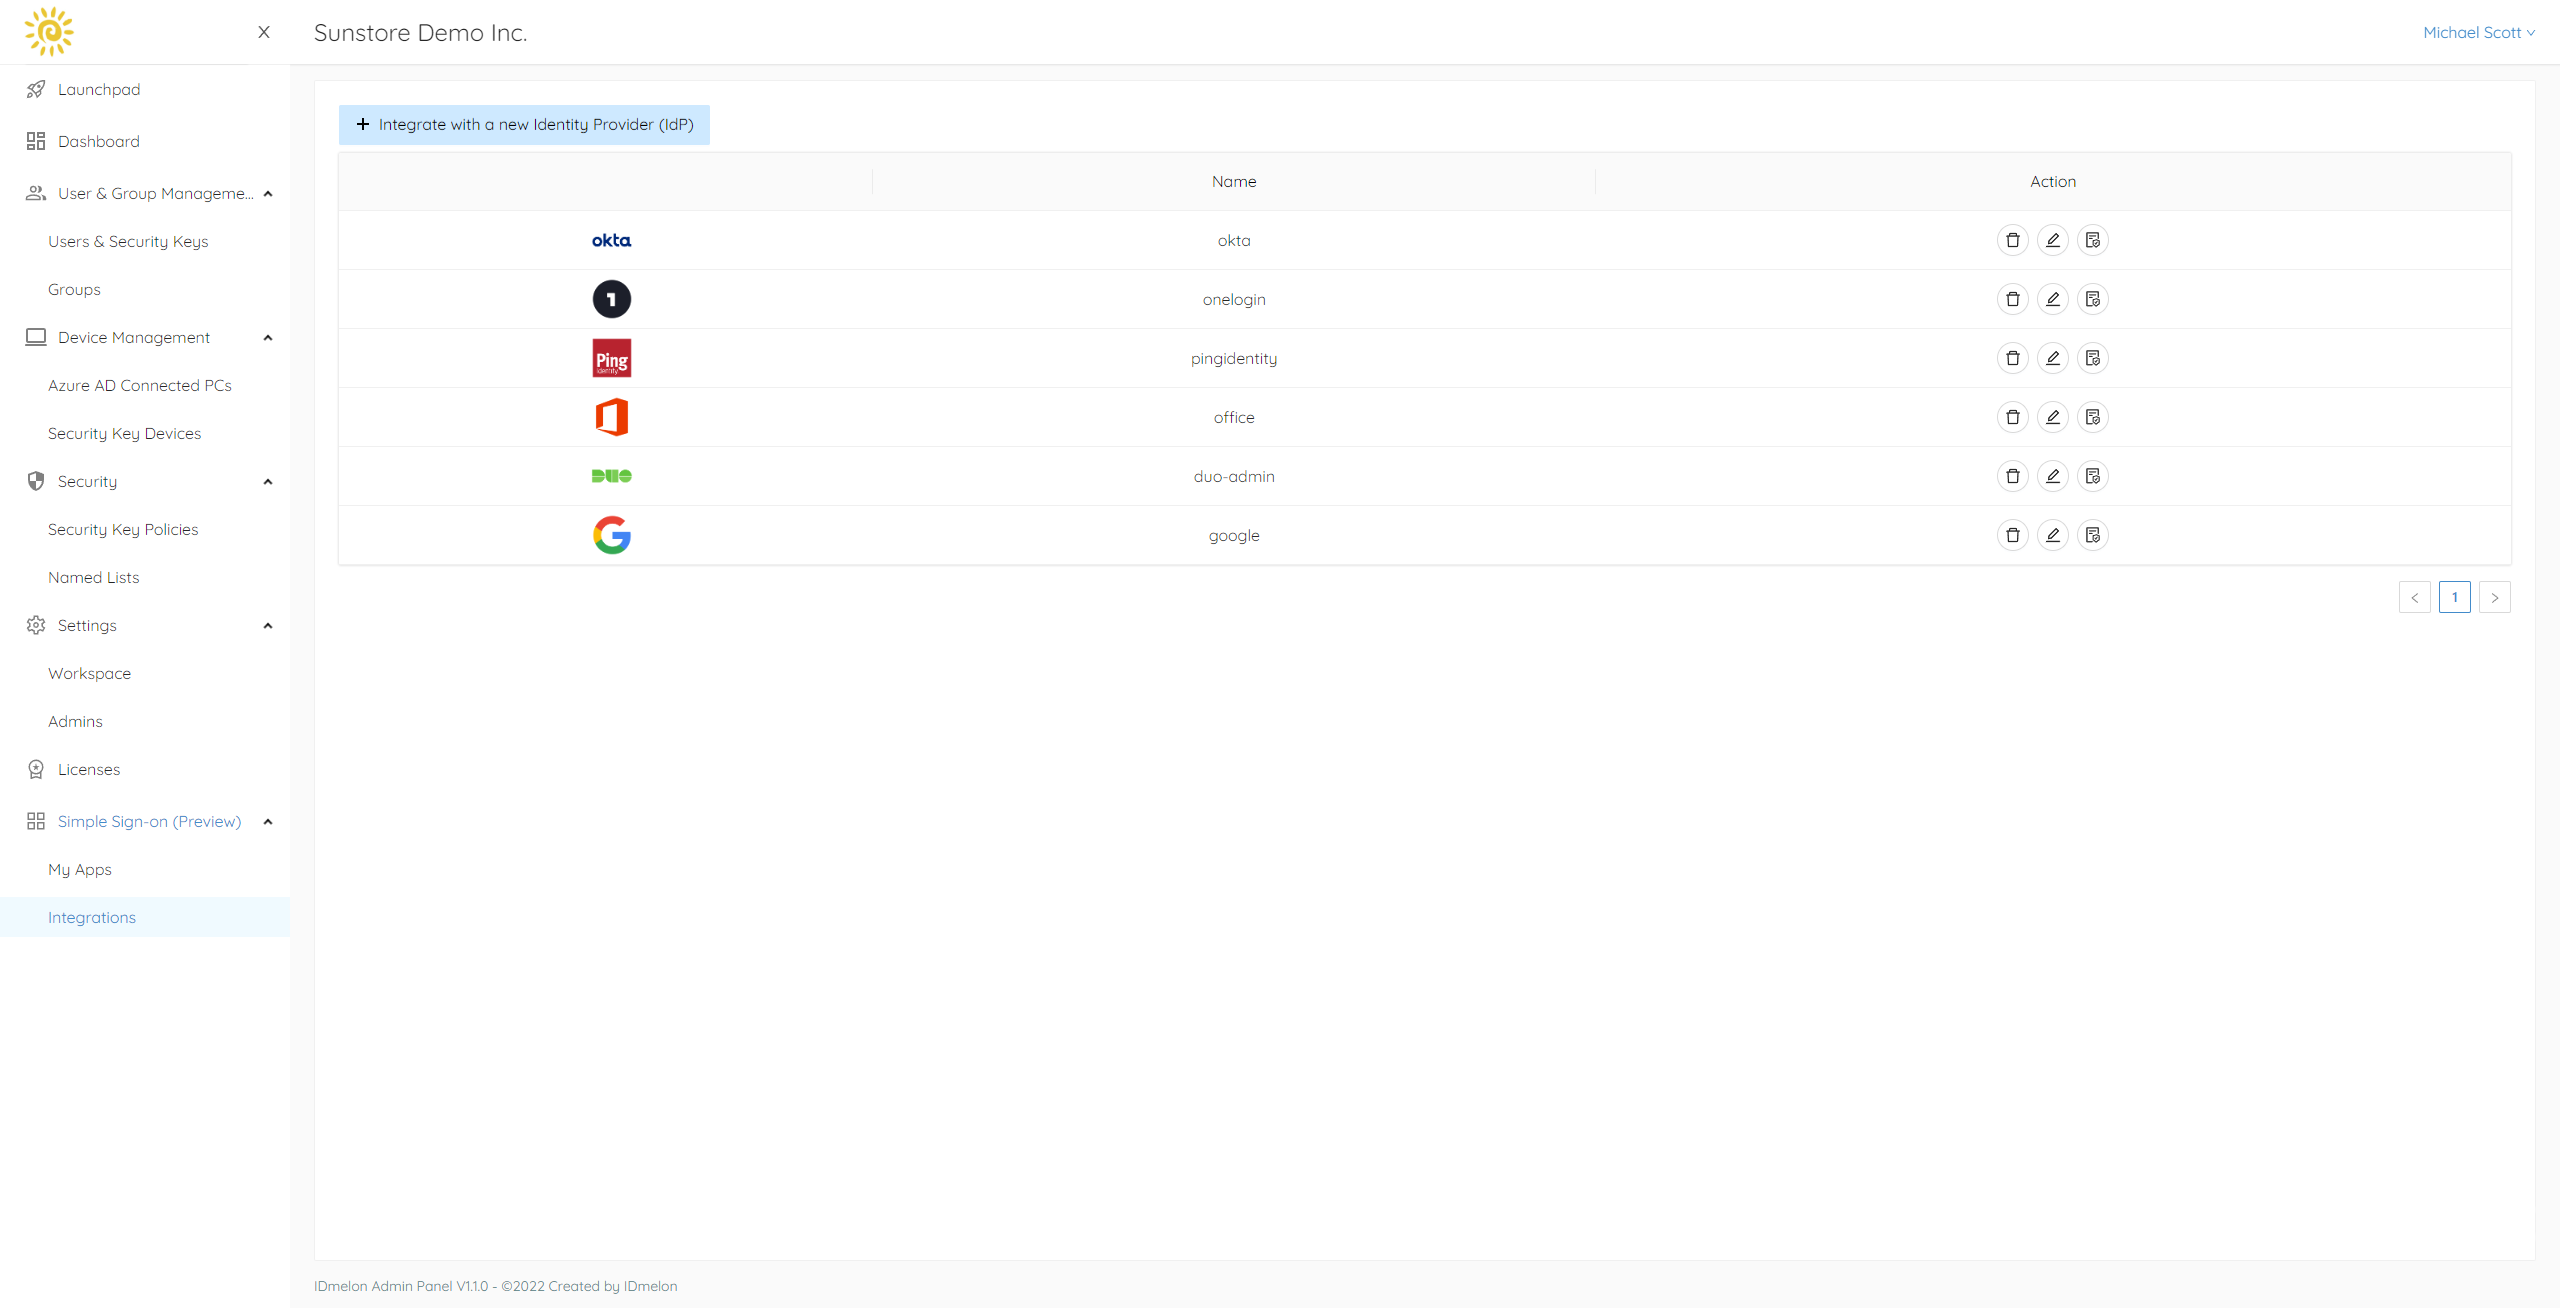 Sunstore Demo Inc.
Michael Scott
Launchpad
Dashboard
User & Group Manageme...
Users & Security Keys
Groups
Device Management
Azure AD Connected PCs
Security Key Devices
Security
Security Key Policies
Named Lists
Settings
Workspace
Admins
Licenses
Simple Sign-on (Preview)
My Apps
Integrations
+ Integrate with a new Identity Provider (IdP)
Name Action
okta okta
1 onelogin
Ping Identity pingidentity
office
DUO duo-admin
G google
< 1 >
IDmelon Admin Panel V1.1.0 - ©2022 Created by IDmelon